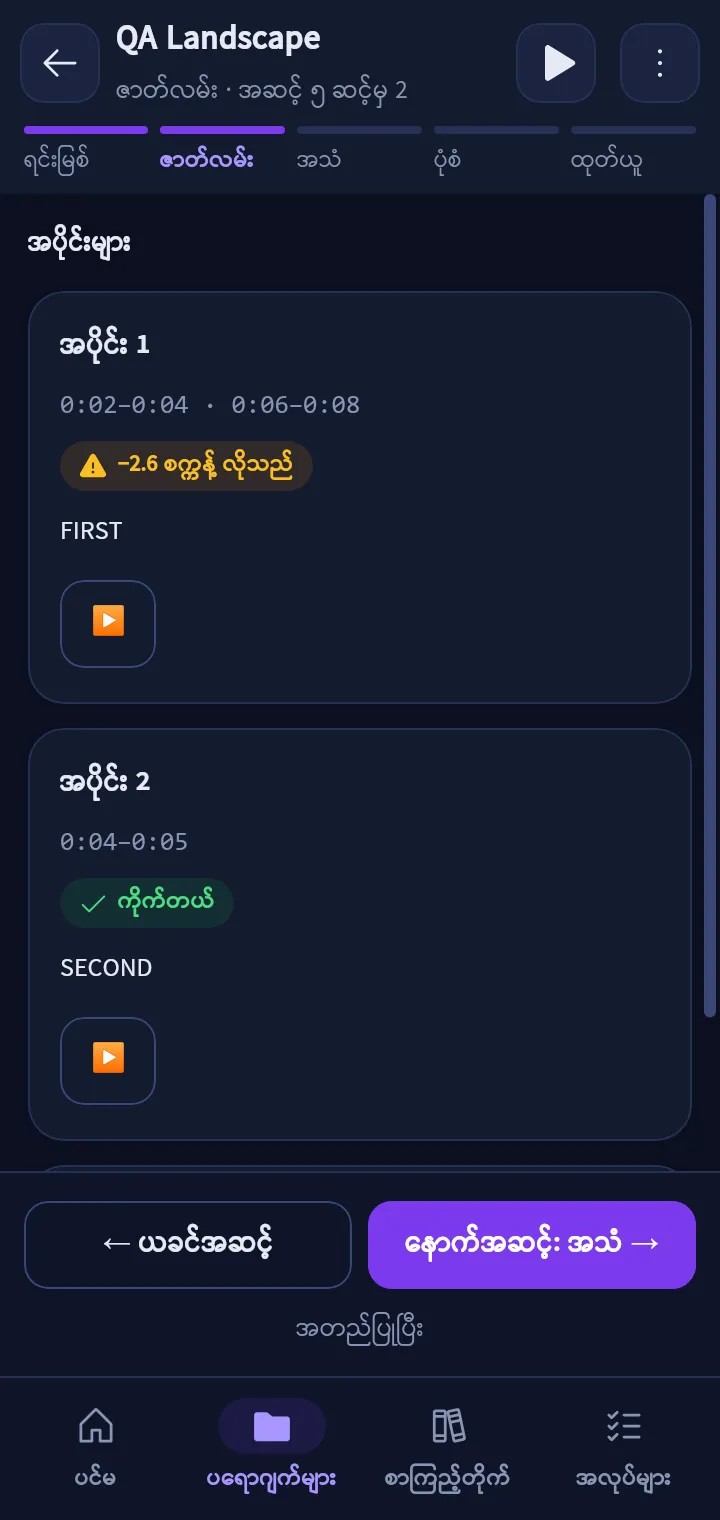 QA Landscape
ဇာတ်လမ်း · အဆင့် ၅ ဆင့်မှ 2
ရင်းမြစ်
ဇာတ်လမ်း
အသံ
ပုံစံ
ထုတ်ယူ
အပိုင်းများ
အပိုင်း 1
0:02–0:04 · 0:06–0:08
−2.6 စက္ကန့် လိုသည်
FIRST
အပိုင်း 2
0:04–0:05
ကိုက်တယ်
SECOND
← ယခင်အဆင့်
နောက်အဆင့်: အသံ →
အတည်ပြုပြီး
ပင်မ
ပရောဂျက်များ
စာကြည့်တိုက်
အလုပ်များ